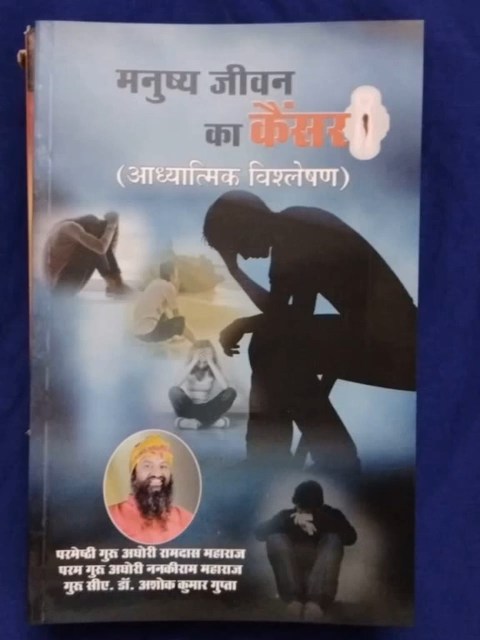 मनुष्य जीवन
का कैंसर
(आध्यात्मिक विश्लेषण)
परमेष्ठी गुरु अघोरी रामदास महाराज
परम गुरु अघोरी ननकीराम महाराज
गुरु सीए. डॉ. अशोक कुमार गुप्ता